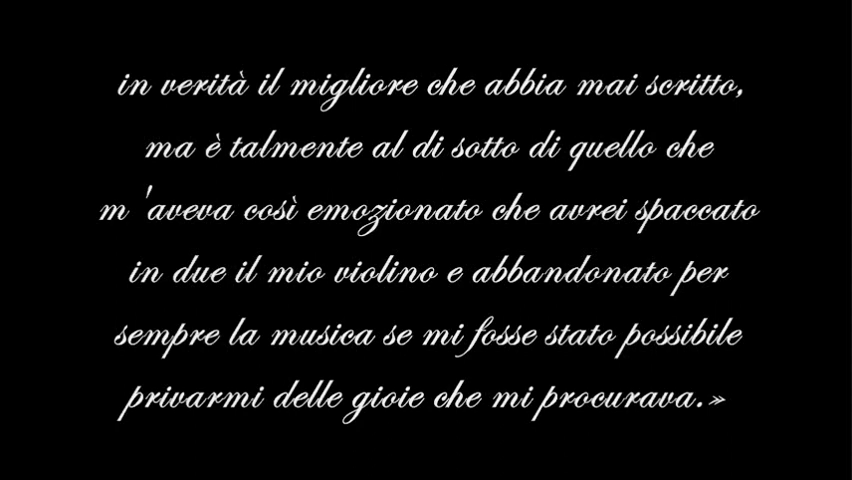 in verità il migliore che abbia mai scritto,
ma è talmente al di sotto di quello che
m 'aveva così emozionato che avrei spaccato
in due il mio violino e abbandonato per
sempre la musica se mi fosse stato possibile
privarmi delle gioie che mi procurava.»